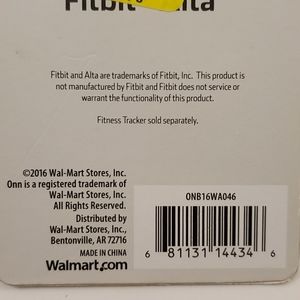 Fitbit Alta
Fitbit and Alta are trademarks of Fitbit, Inc. This product is
not manufactured by Fitbit and Fitbit does not service or
warrant the functionality of this product.
Fitness Tracker sold separately.
©2016 Wal-Mart Stores, Inc.
Onn is a registered trademark of
Wal-Mart Stores, Inc.
All Rights Reserved.
Distributed by
Wal-Mart Stores, Inc.,
Bentonville, AR 72716
MADE IN CHINA
Walmart.com
ONB16WA046
6 81131 14434 6